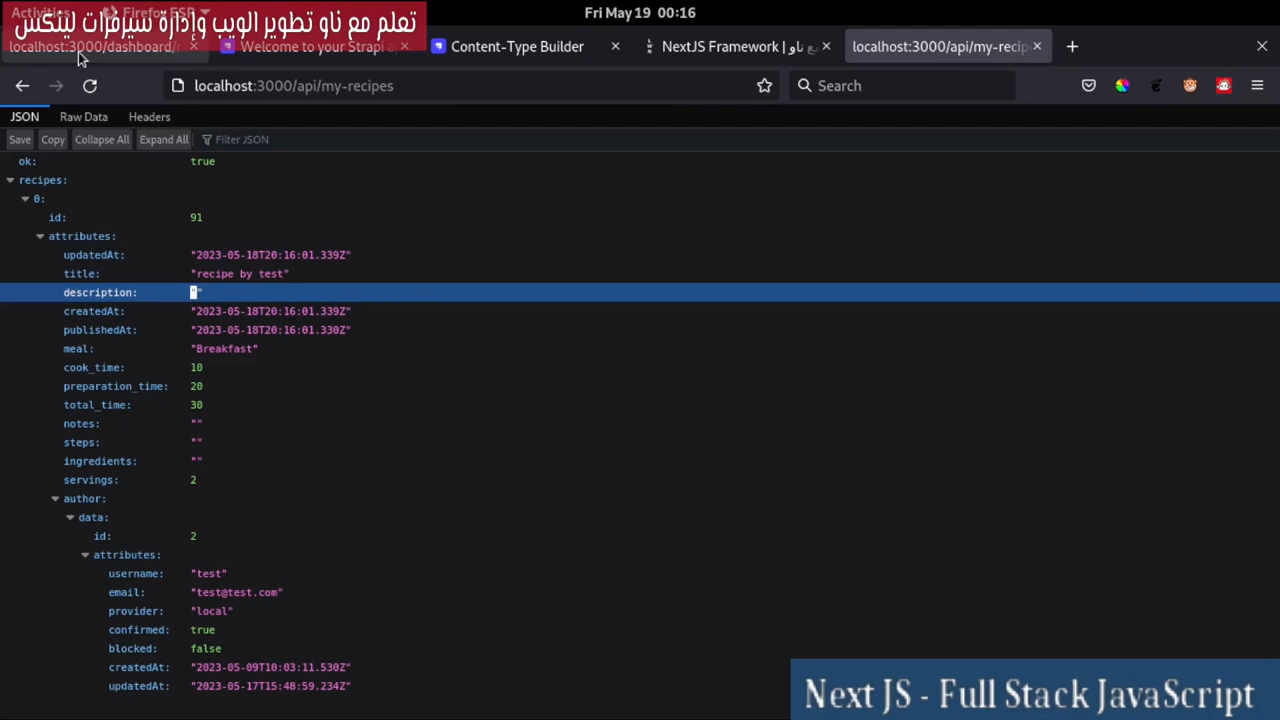 Activities
Firefox ESR
Fri May 19 00:16
تعلم مع ناو تطوير الويب وإدارة سيرفرات لينكس
localhost:3000/dashboard/
Welcome to your Strapi a
Content-Type Builder
NextJS Framework | مع ناو
localhost:3000/api/my-recip
localhost:3000/api/my-recipes
Search
JSON Raw Data Headers
Save Copy Collapse All Expand All Filter JSON
ok: true
recipes:
0:
id: 91
attributes:
updatedAt: "2023-05-18T20:16:01.339Z"
title: "recipe by test"
description: ""
createdAt: "2023-05-18T20:16:01.339Z"
publishedAt: "2023-05-18T20:16:01.330Z"
meal: "Breakfast"
cook_time: 10
preparation_time: 20
total_time: 30
notes: ""
steps: ""
ingredients: ""
servings: 2
author:
data:
id: 2
attributes:
username: "test"
email: "test@test.com"
provider: "local"
confirmed: true
blocked: false
createdAt: "2023-05-09T10:03:11.530Z"
updatedAt: "2023-05-17T15:48:59.234Z"
Next JS - Full Stack JavaScript